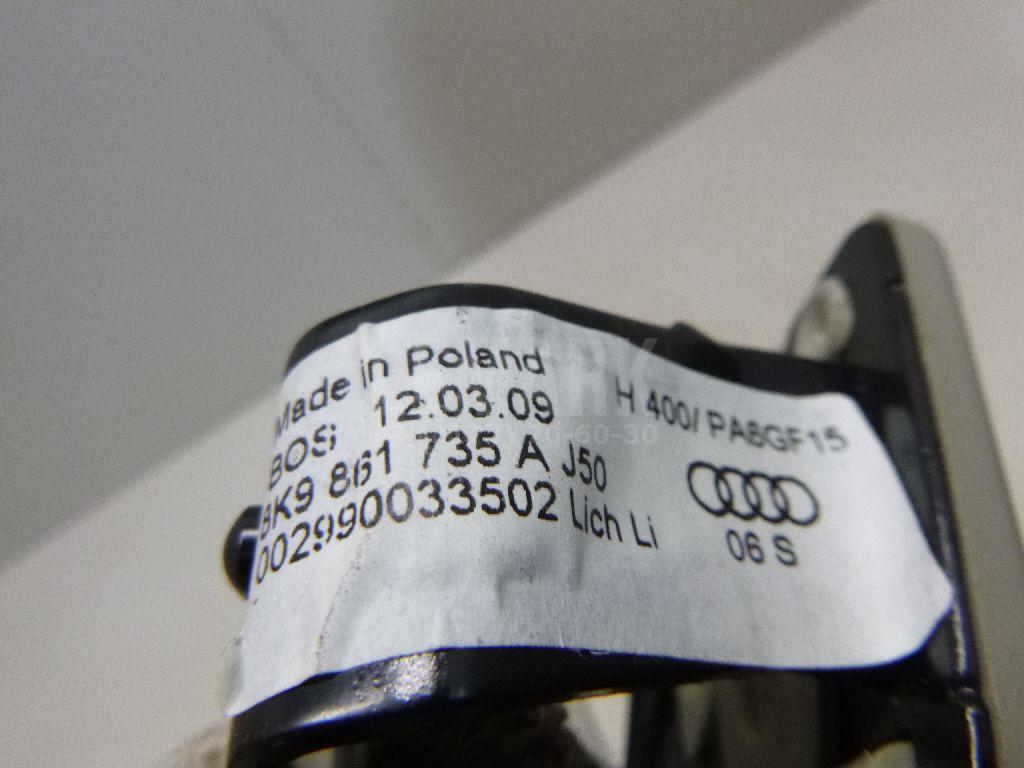 Made in Poland
BOS 12.03.09
8K9 861 735 A J50
002990033502 Lich Li
H 400/ PA6GF15
06 S